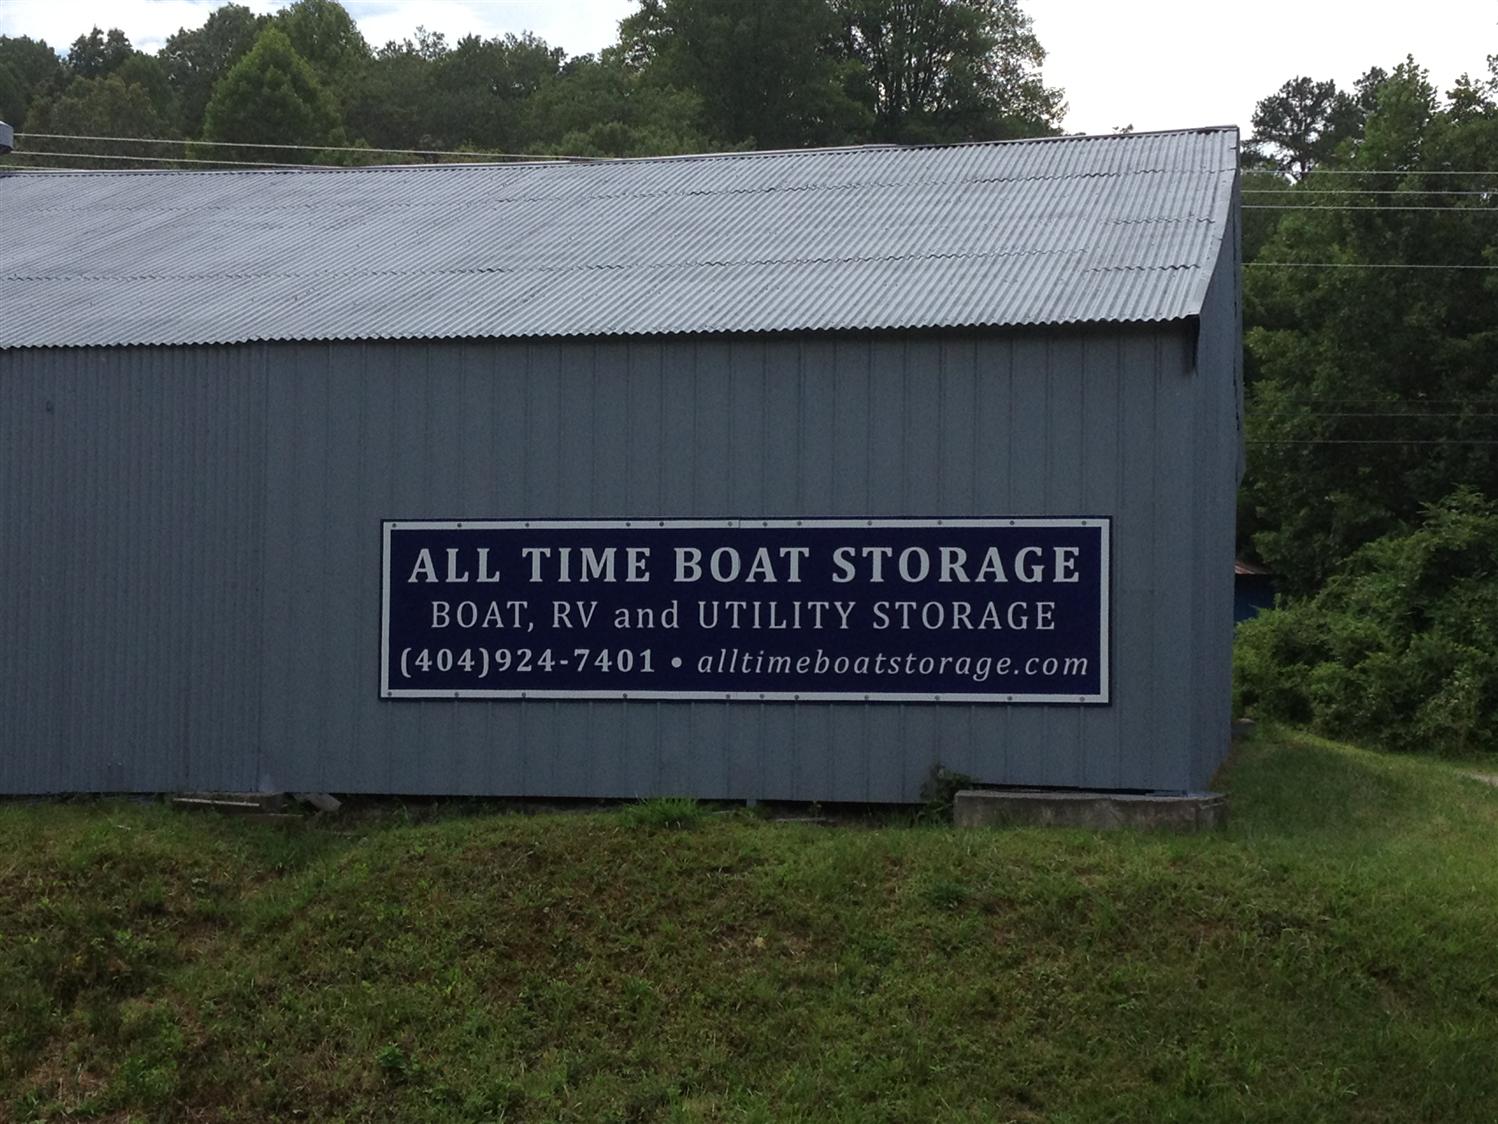 ALL TIME BOAT STORAGE
BOAT, RV and UTILITY STORAGE
(404)924-7401 • alltimeboatstorage.com